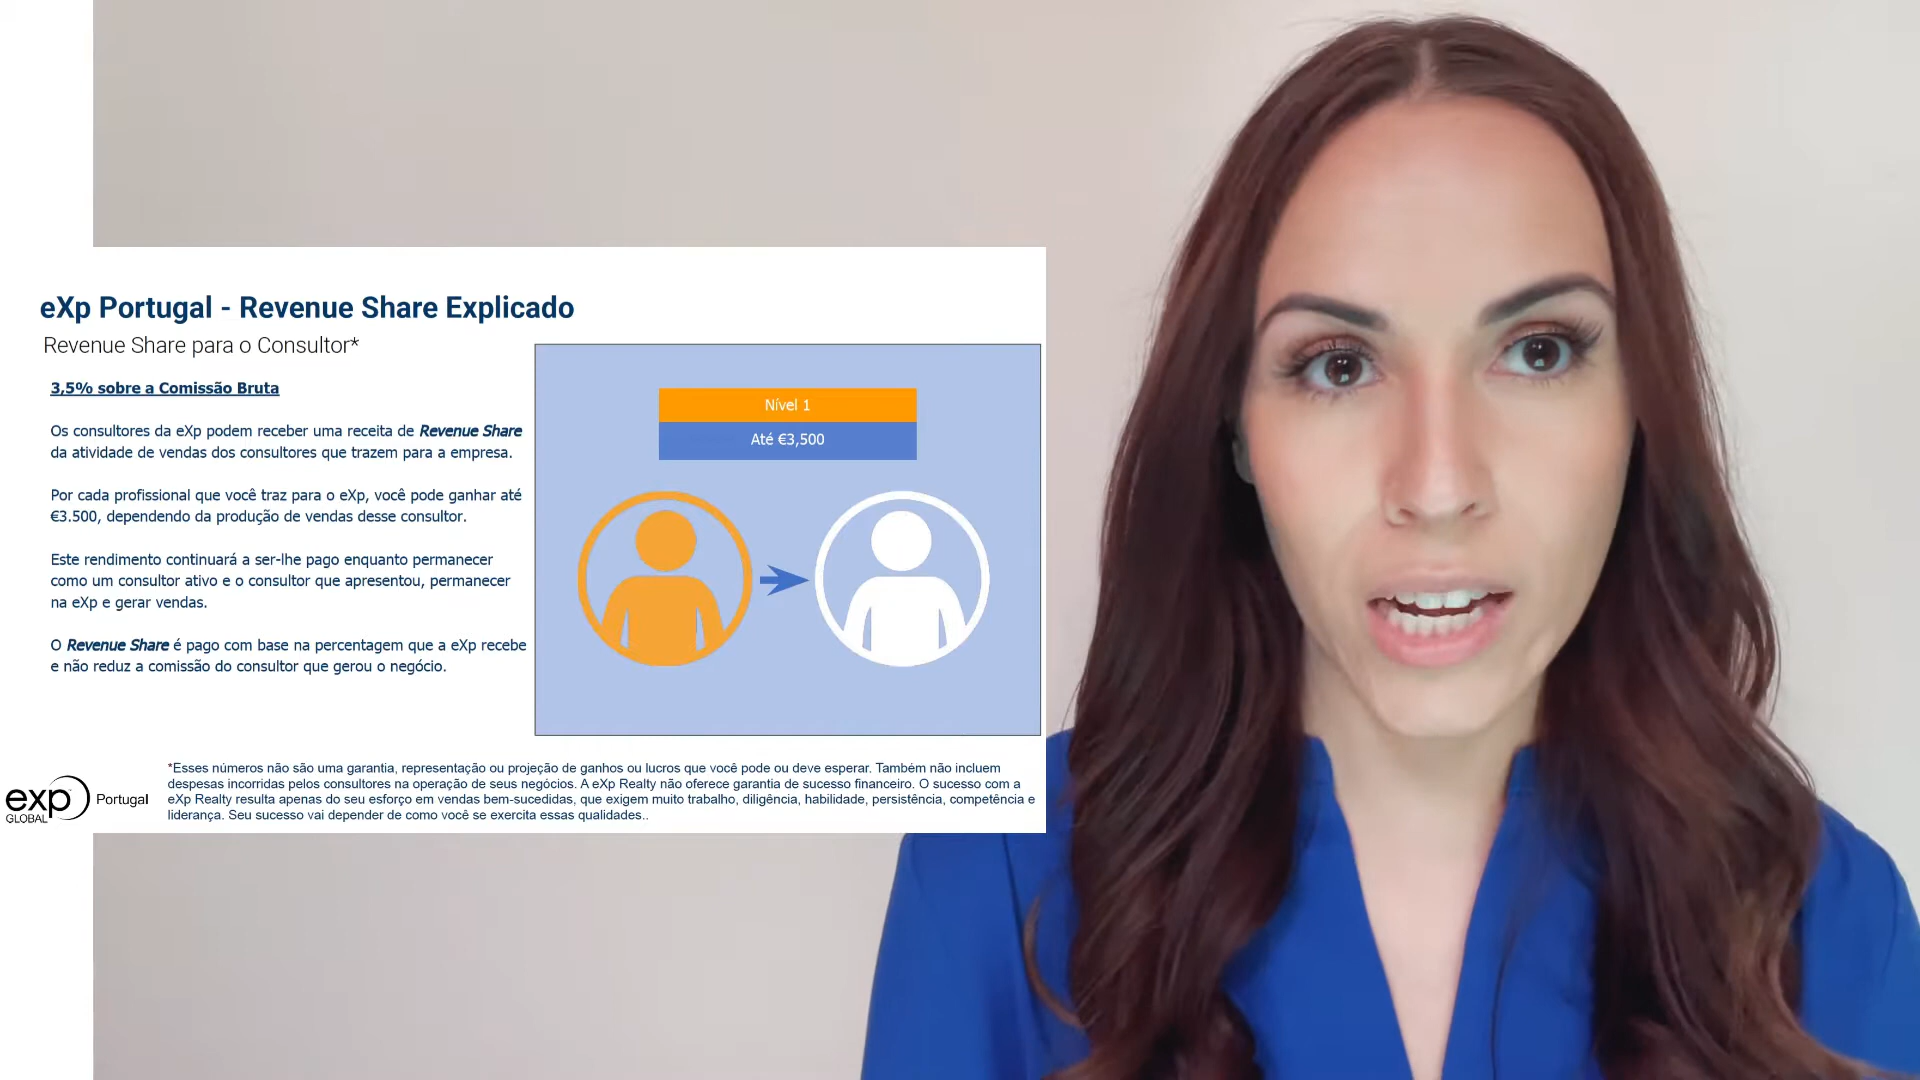 eXp Portugal - Revenue Share Explicado
Revenue Share para o Consultor*
3,5% sobre a Comissão Bruta
Os consultores da eXp podem receber uma receita de Revenue Share
da atividade de vendas dos consultores que trazem para a empresa.
Por cada profissional que você traz para o eXp, você pode ganhar até
€3.500, dependendo da produção de vendas desse consultor.
Este rendimento continuará a ser-lhe pago enquanto permanecer
como um consultor ativo e o consultor que apresentou, permanecer
na eXp e gerar vendas.
O Revenue Share é pago com base na percentagem que a eXp recebe
e não reduz a comissão do consultor que gerou o negócio.
Nível 1
Até €3,500
exp
GLOBAL
Portugal
*Esses números não são uma garantia, representação ou projeção de ganhos ou lucros que você pode ou deve esperar. Também não incluem
despesas incorridas pelos consultores na operação de seus negócios. A eXp Realty não oferece garantia de sucesso financeiro. O sucesso com a
eXp Realty resulta apenas do seu esforço em vendas bem-sucedidas, que exigem muito trabalho, diligência, habilidade, persistência, competência e
liderança. Seu sucesso vai depender de como você se exercita essas qualidades..